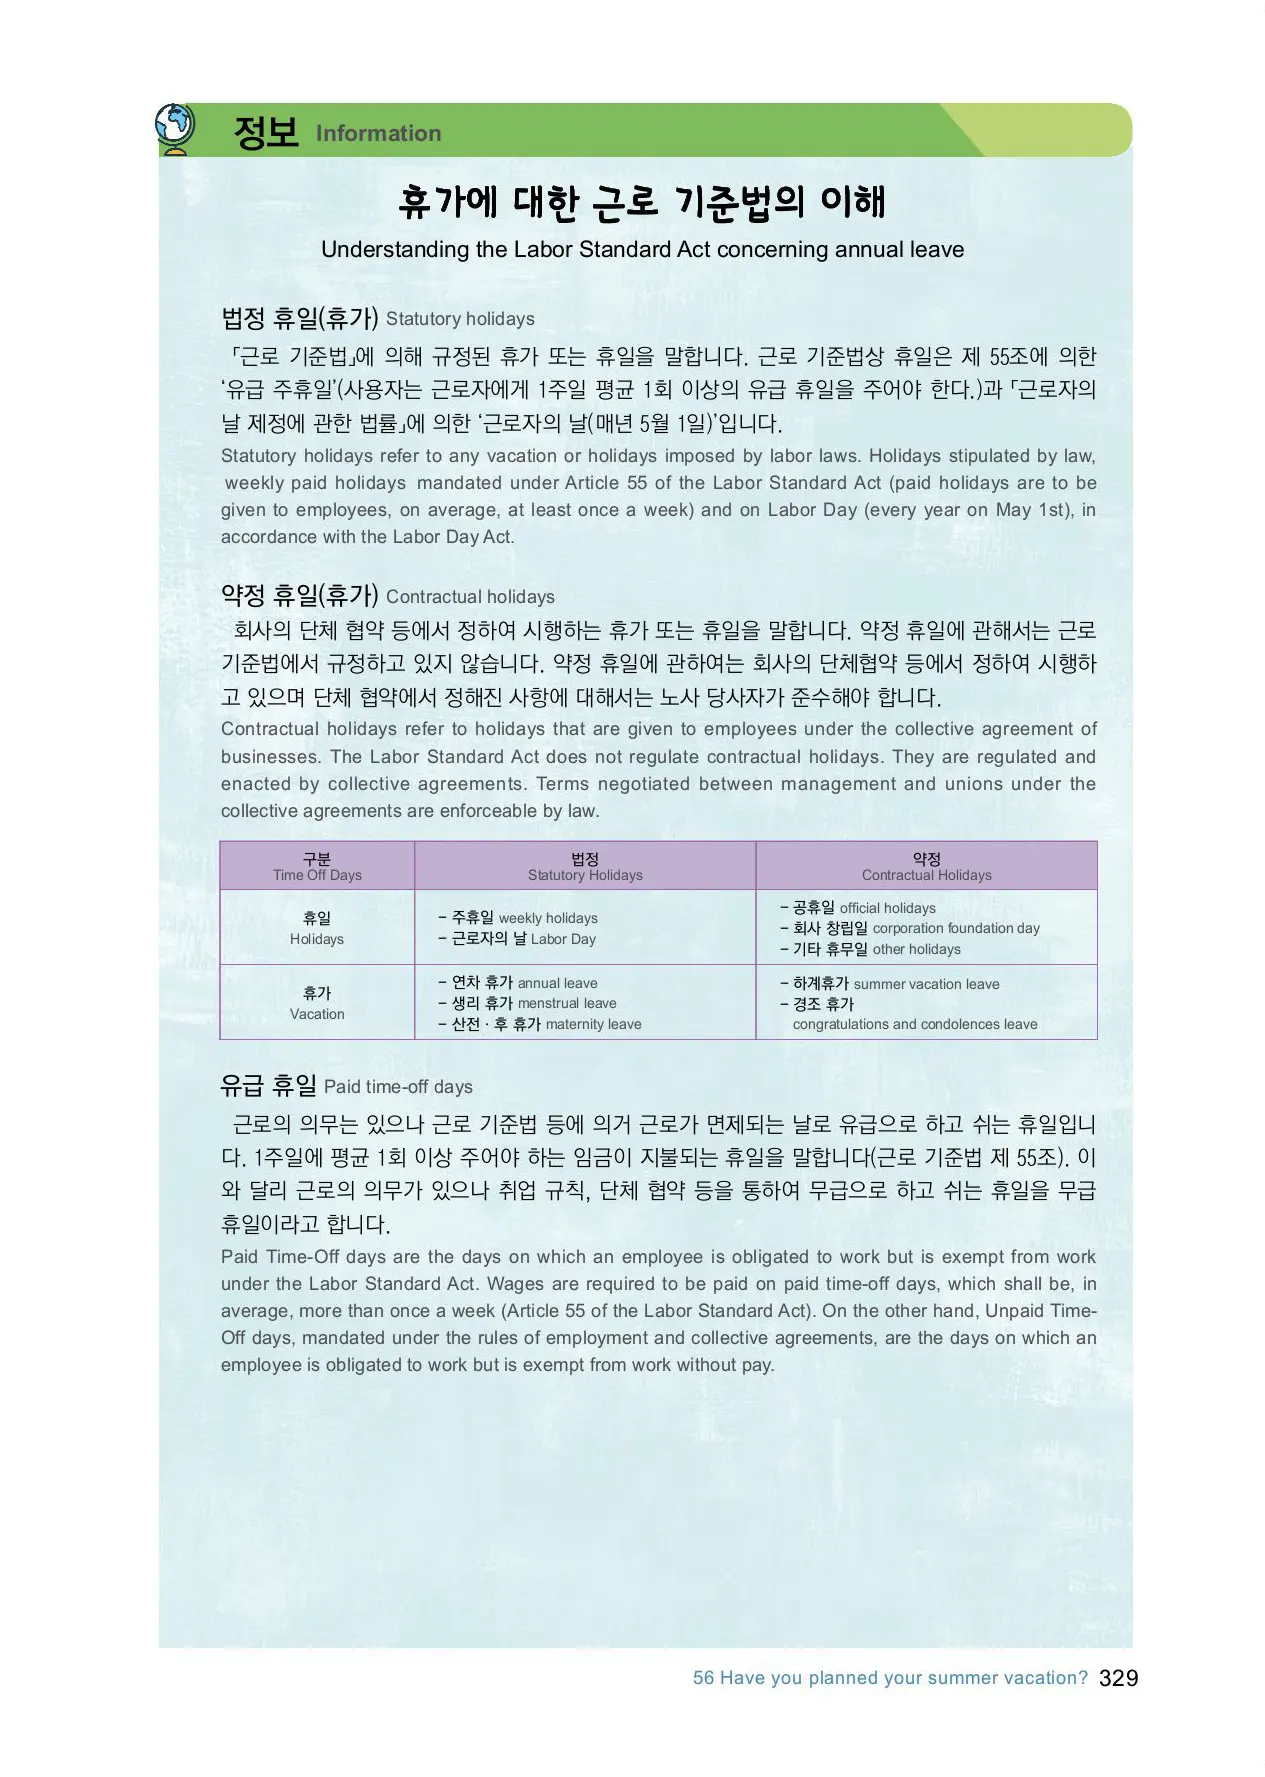 정보 Information
휴가에 대한 근로 기준법의 이해
Understanding the Labor Standard Act concerning annual leave
법정 휴일(휴가) Statutory holidays
「근로 기준법」에 의해 규정된 휴가 또는 휴일을 말합니다. 근로 기준법상 휴일은 제 55조에 의한
‘유급 주휴일’(사용자는 근로자에게 1주일 평균 1회 이상의 유급 휴일을 주어야 한다.)과 「근로자의
날 제정에 관한 법률」에 의한 ‘근로자의 날(매년 5월 1일)’입니다.
Statutory holidays refer to any vacation or holidays imposed by labor laws. Holidays stipulated by law,
weekly paid holidays mandated under Article 55 of the Labor Standard Act (paid holidays are to be
given to employees, on average, at least once a week) and on Labor Day (every year on May 1st), in
accordance with the Labor Day Act.
약정 휴일(휴가) Contractual holidays
회사의 단체 협약 등에서 정하여 시행하는 휴가 또는 휴일을 말합니다. 약정 휴일에 관해서는 근로
기준법에서 규정하고 있지 않습니다. 약정 휴일에 관하여는 회사의 단체협약 등에서 정하여 시행하
고 있으며 단체 협약에서 정해진 사항에 대해서는 노사 당사자가 준수해야 합니다.
Contractual holidays refer to holidays that are given to employees under the collective agreement of
businesses. The Labor Standard Act does not regulate contractual holidays. They are regulated and
enacted by collective agreements. Terms negotiated between management and unions under the
collective agreements are enforceable by law.
구분 법정 약정
Time Off Days Statutory Holidays Contractual Holidays
휴일
Holidays
- 주휴일 weekly holidays
- 근로자의 날 Labor Day
- 공휴일 official holidays
- 회사 창립일 corporation foundation day
- 기타 휴무일 other holidays
휴가
Vacation
- 연차 휴가 annual leave
- 생리 휴가 menstrual leave
- 산전 · 후 휴가 maternity leave
- 하계휴가 summer vacation leave
- 경조 휴가
congratulations and condolences leave
유급 휴일 Paid time-off days
근로의 의무는 있으나 근로 기준법 등에 의거 근로가 면제되는 날로 유급으로 하고 쉬는 휴일입니
다. 1주일에 평균 1회 이상 주어야 하는 임금이 지불되는 휴일을 말합니다(근로 기준법 제 55조). 이
와 달리 근로의 의무가 있으나 취업 규칙, 단체 협약 등을 통하여 무급으로 하고 쉬는 휴일을 무급
휴일이라고 합니다.
Paid Time-Off days are the days on which an employee is obligated to work but is exempt from work
under the Labor Standard Act. Wages are required to be paid on paid time-off days, which shall be, in
average, more than once a week (Article 55 of the Labor Standard Act). On the other hand, Unpaid Time-
Off days, mandated under the rules of employment and collective agreements, are the days on which an
employee is obligated to work but is exempt from work without pay.
56 Have you planned your summer vacation? 329